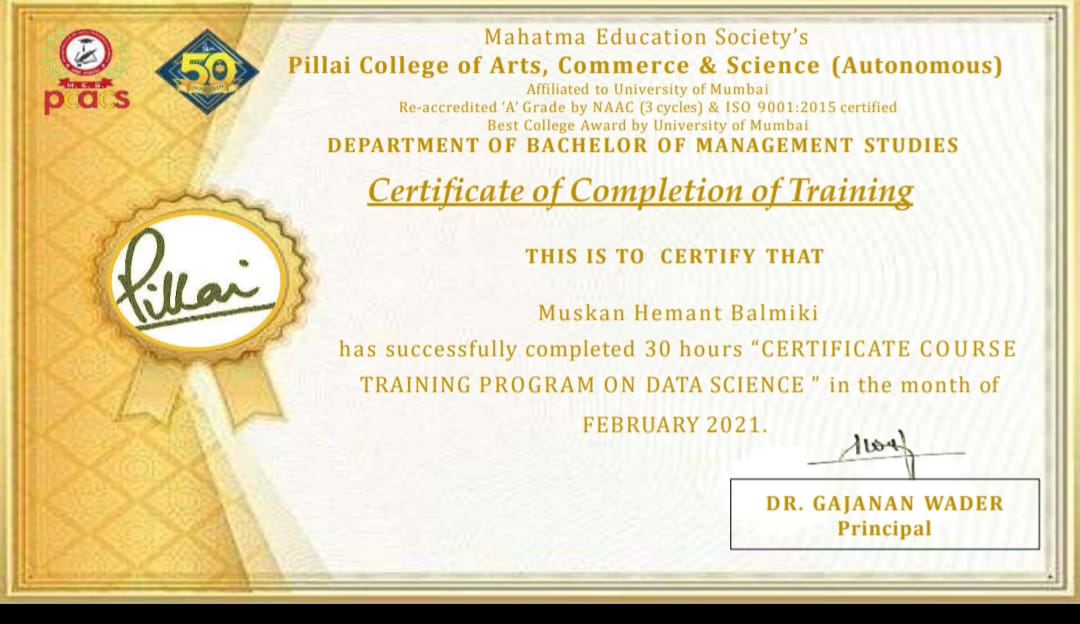 Mahatma Education Society's
Pillai College of Arts, Commerce & Science (Autonomous)
Affiliated to University of Mumbai
Re-accredited 'A' Grade by NAAC (3 cycles) & ISO 9001:2015 certified
Best College Award by University of Mumbai
DEPARTMENT OF BACHELOR OF MANAGEMENT STUDIES
M.E.S
pcacs
50
Certificate of Completion of Training
THIS IS TO CERTIFY THAT
Pillai
Muskan Hemant Balmiki
has successfully completed 30 hours “CERTIFICATE COURSE
TRAINING PROGRAM ON DATA SCIENCE ” in the month of
FEBRUARY 2021.
DR. GAJANAN WADER
Principal